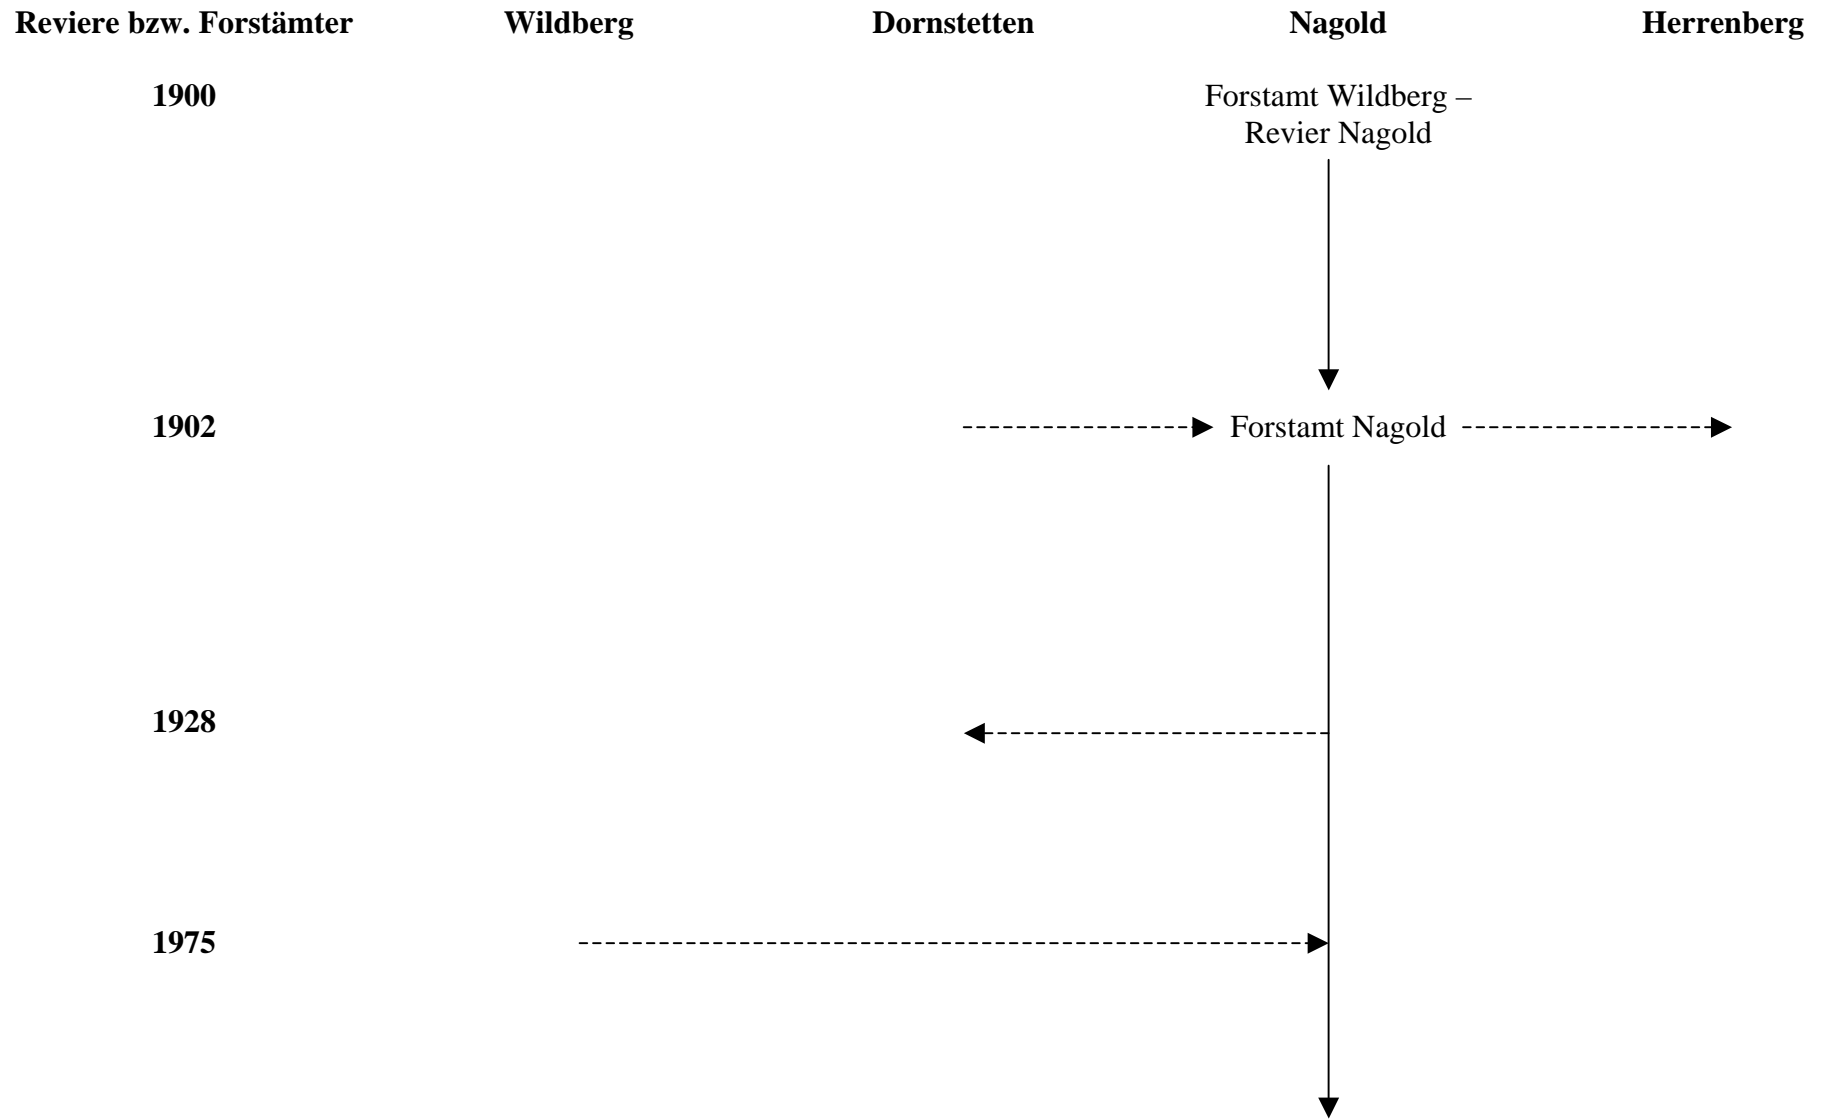 Reviere bzw. Forstämter Wildberg Dornstetten Nagold Herrenberg
1900 Forstamt Wildberg –
Revier Nagold
1902 Forstamt Nagold
1928
1975